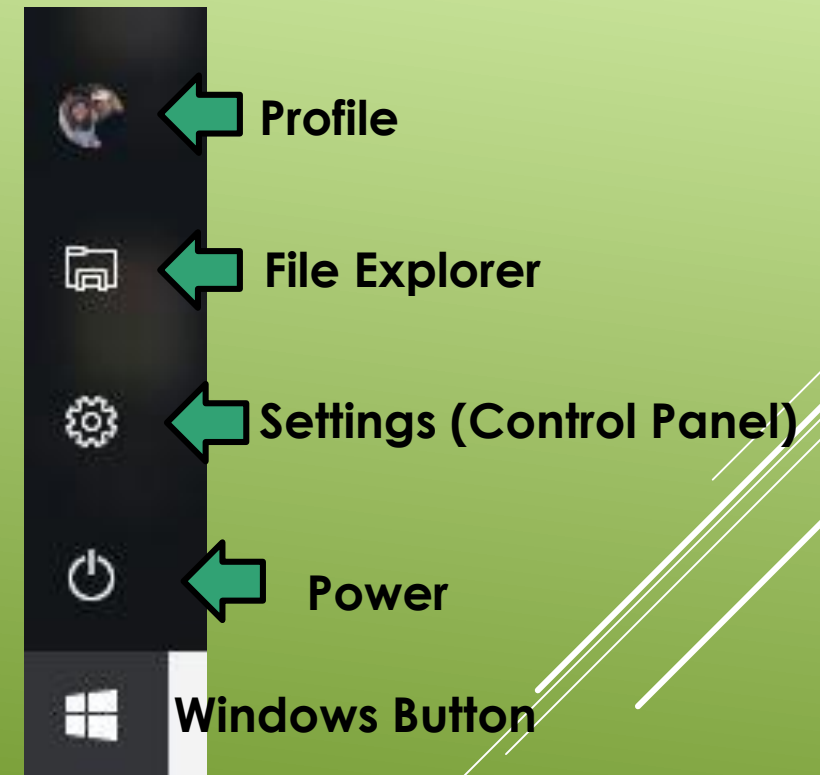 Profile
File Explorer
Settings (Control Panel)
Power
Windows Button